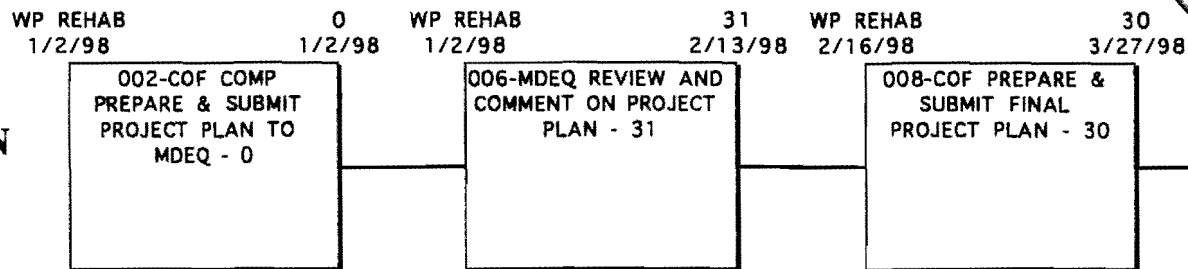 WP REHAB 0 WP REHAB 31 WP REHAB 30
1/2/98 1/2/98 1/2/98 2/13/98 2/16/98 3/27/98
002-COF COMP
PREPARE & SUBMIT
PROJECT PLAN TO
MDEQ - 0
006-MDEQ REVIEW AND
COMMENT ON PROJECT
PLAN - 31
008-COF PREPARE &
SUBMIT FINAL
PROJECT PLAN - 30
N